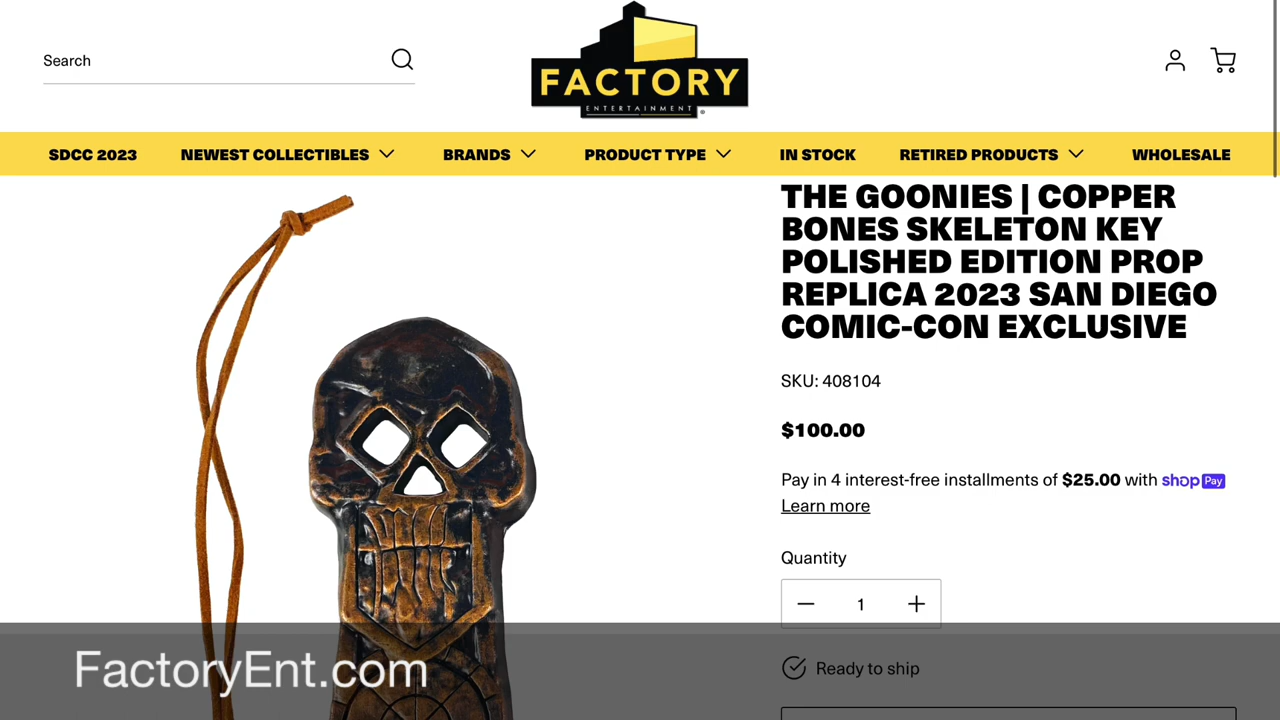 Search
FACTORY
ENTERTAINMENT
®
SDCC 2023
NEWEST COLLECTIBLES
BRANDS
PRODUCT TYPE
IN STOCK
RETIRED PRODUCTS
WHOLESALE
THE GOONIES | COPPER
BONES SKELETON KEY
POLISHED EDITION PROP
REPLICA 2023 SAN DIEGO
COMIC-CON EXCLUSIVE
SKU: 408104
$100.00
Pay in 4 interest-free installments of $25.00 with shop Pay
Learn more
Quantity
1
Ready to ship
FactoryEnt.com